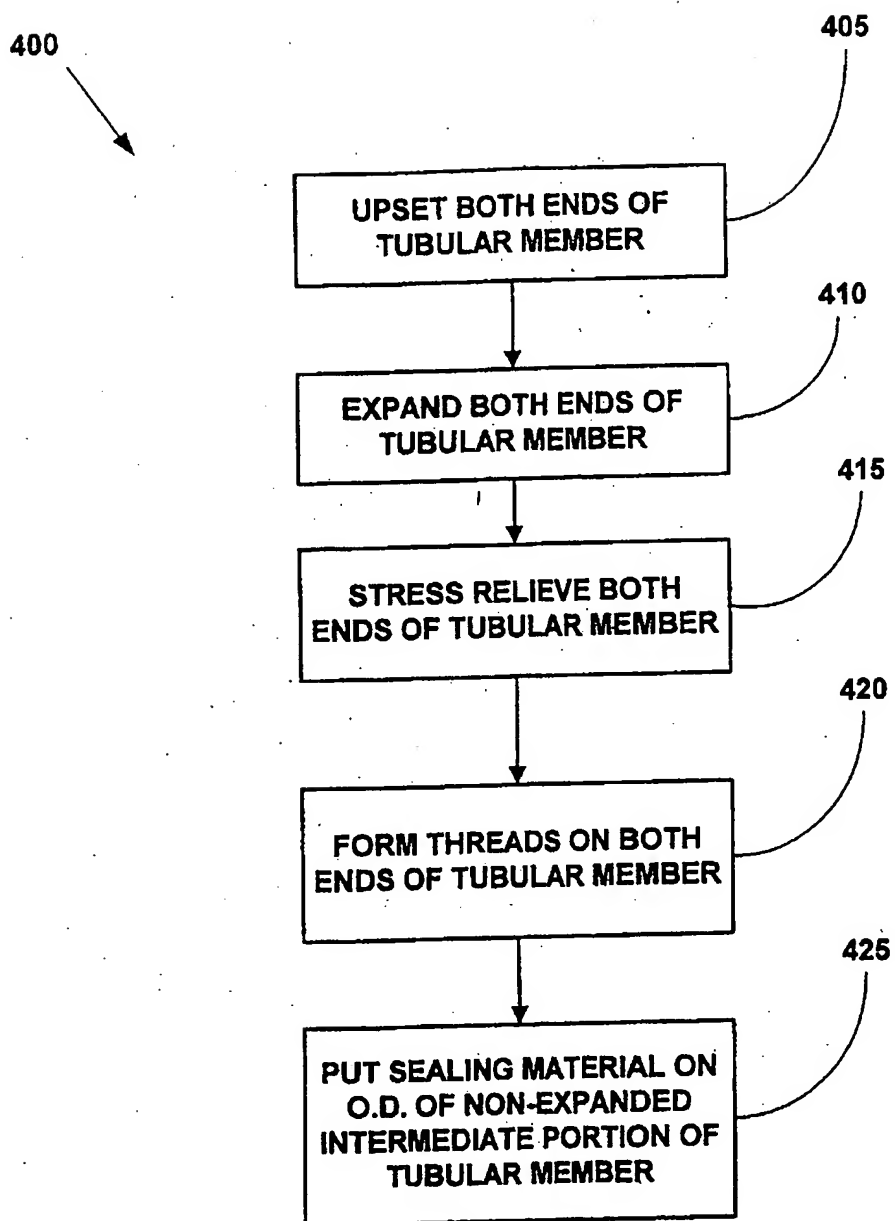 400
405
UPSET BOTH ENDS OF
TUBULAR MEMBER
410
EXPAND BOTH ENDS OF
TUBULAR MEMBER
415
STRESS RELIEVE BOTH
ENDS OF TUBULAR MEMBER
420
FORM THREADS ON BOTH
ENDS OF TUBULAR MEMBER
425
PUT SEALING MATERIAL ON
O.D. OF NON-EXPANDED
INTERMEDIATE PORTION OF
TUBULAR MEMBER